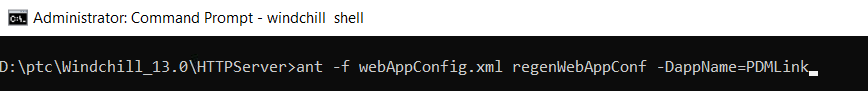 Administrator: Command Prompt - windchill  shell
D:\ptc\Windchill_13.0\HTTPServer>ant -f webAppConfig.xml regenWebAppConf -DappName=PDMLink